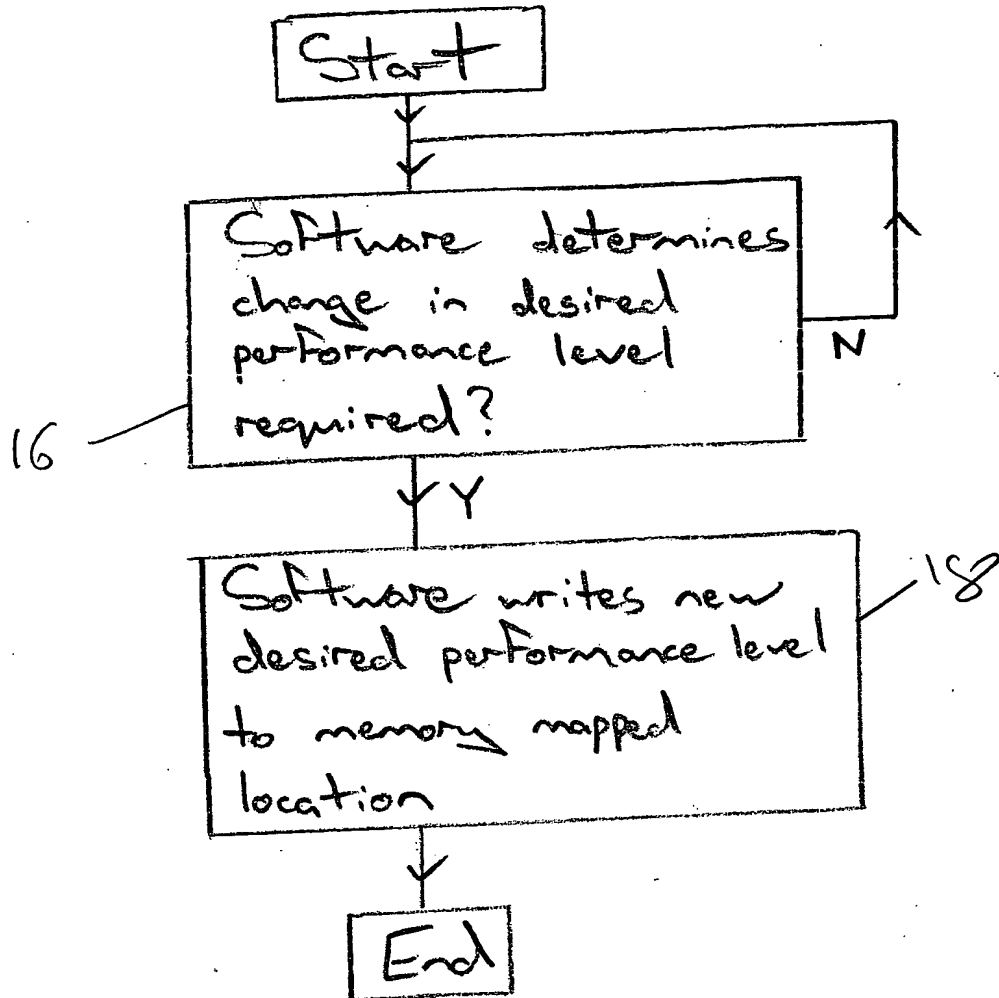 Start
Software determines
change in desired
performance level
required?
N
16
Y
Software writes new
desired performance level
to memory mapped
location
18
End